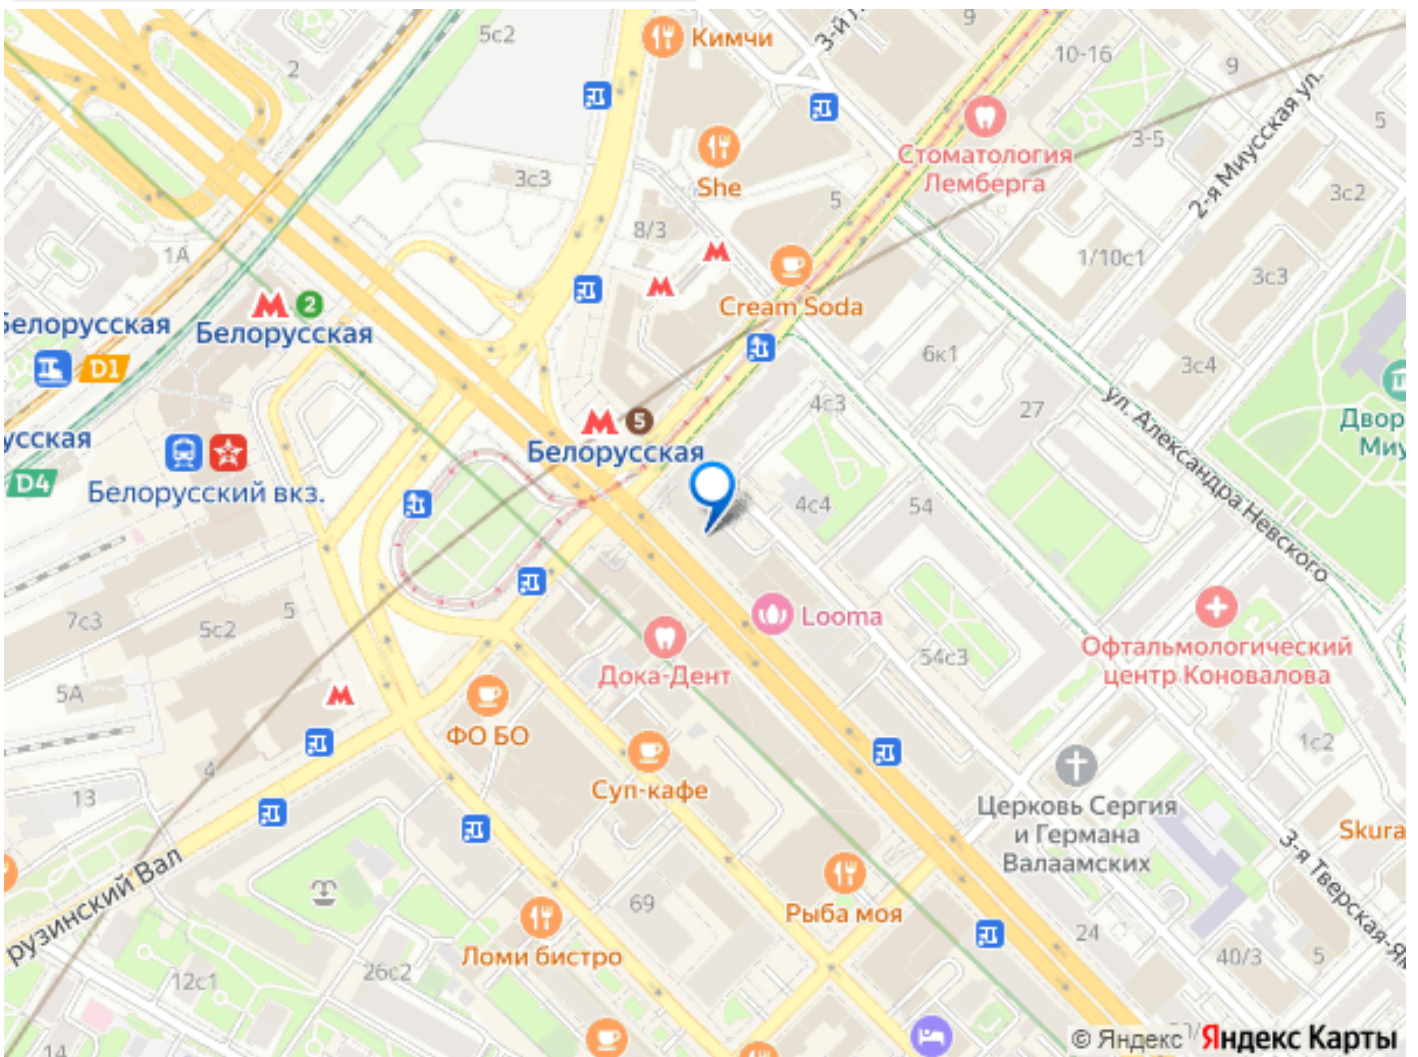 5с2
Кимчи
3-й
9
10-16
9
2
5
3-5
Стоматология
Лемберга
2-я Миусская ул.
3с3
She
5
3с2
8/3
1А
1/10с1
3с3
Cream Soda
2
Белорусская
Белорусская
D1
6к1
3с4
ул. Александра Невского
4с3
27
5
Белорусская
Двор
Миу
усская
D4
Белорусский вкз.
4с4
54
7с3
5с2
5
Looma
54с3
Дока-Дент
Офтальмологический
центр Коновалова
5А
ФО БО
4
1с2
13
Суп-кафе
Церковь Сергия
и Германа
Валаамских
Skura
3-я Тверская-Ям
рузинский Вал
69
Рыба моя
24
Ломи бистро
26с2
12с1
40/3
5
14
© Яндекс
Яндекс Карты